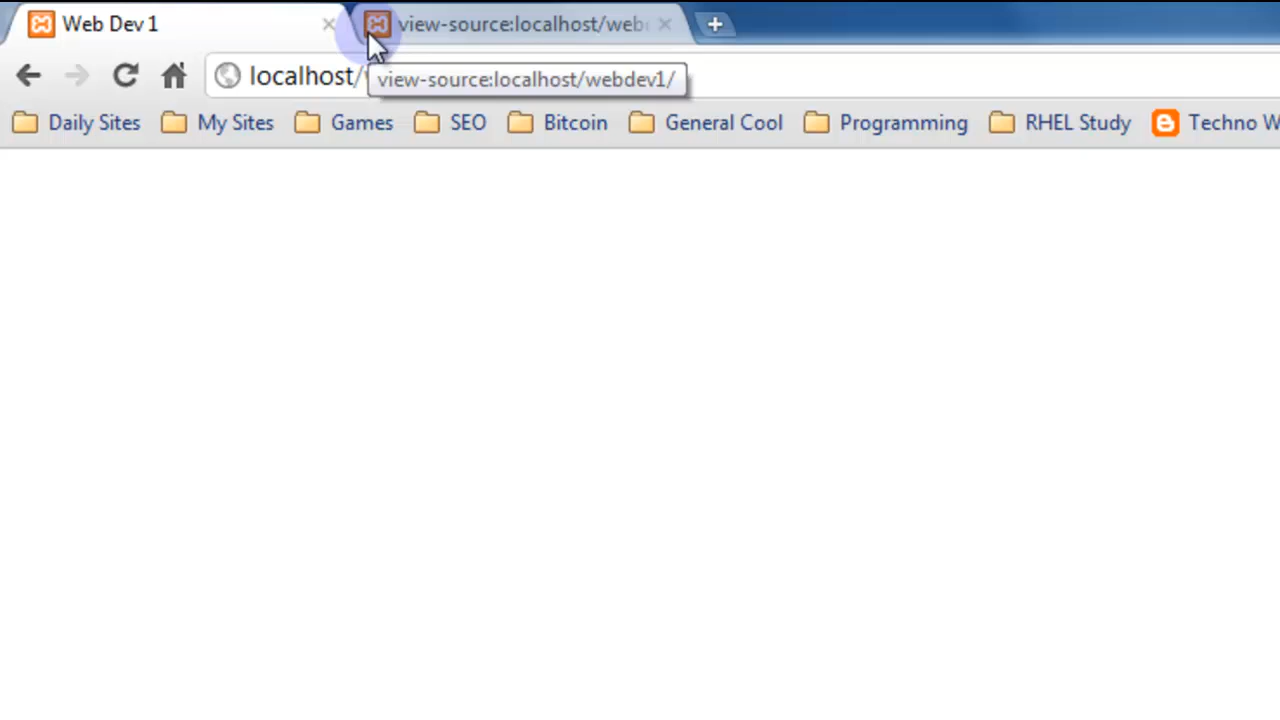 Web Dev 1
view-source:localhost/web
localhost/
view-source:localhost/webdev1/
Daily Sites My Sites Games SEO Bitcoin General Cool Programming RHEL Study Techno W